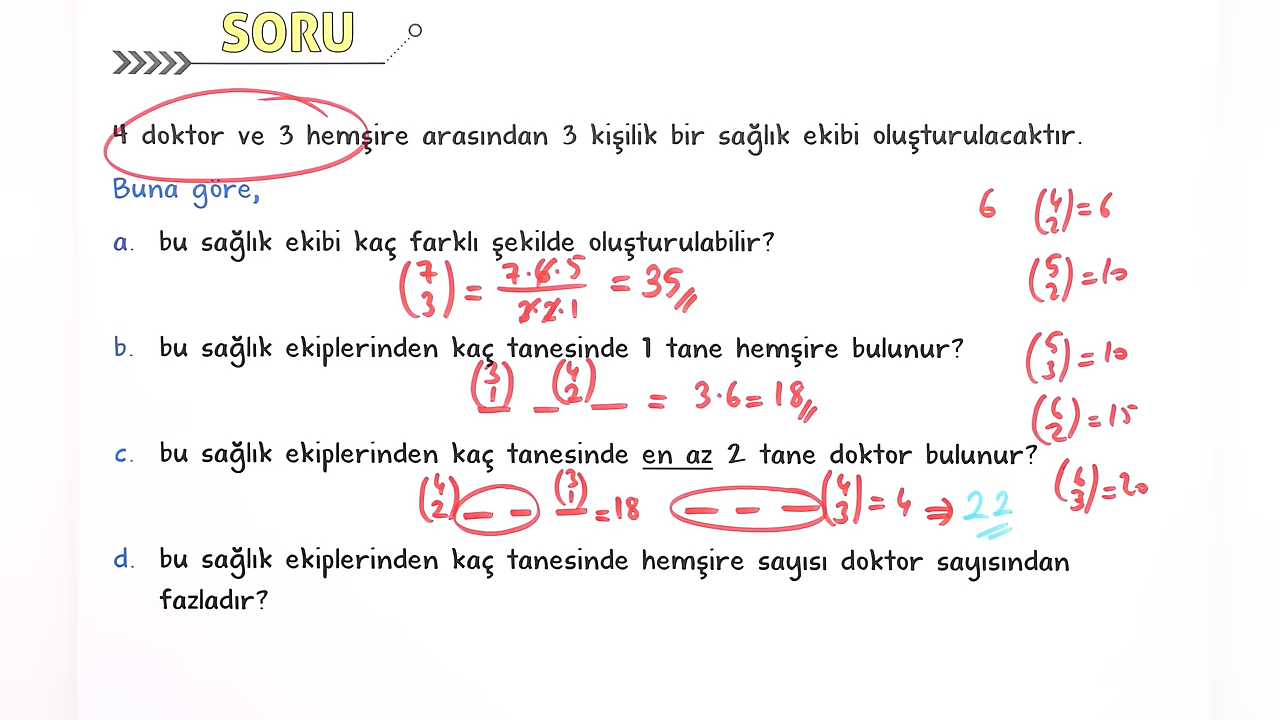 SORU
4 doktor ve 3 hemşire arasından 3 kişilik bir sağlık ekibi oluşturulacaktır.
Buna göre,
6 (4 2) = 6
a. bu sağlık ekibi kaç farklı şekilde oluşturulabilir?
(7 3) = 7·6·5 / 3·2·1 = 35
(5 2) = 10
b. bu sağlık ekiplerinden kaç tanesinde 1 tane hemşire bulunur?
(5 3) = 10
(3 1) (4 2) = 3·6 = 18
(6 2) = 15
c. bu sağlık ekiplerinden kaç tanesinde en az 2 tane doktor bulunur?
(4 2) (3 1) = 18 (4 3) = 4 ⇒ 22
(6 3) = 20
d. bu sağlık ekiplerinden kaç tanesinde hemşire sayısı doktor sayısından
fazladır?